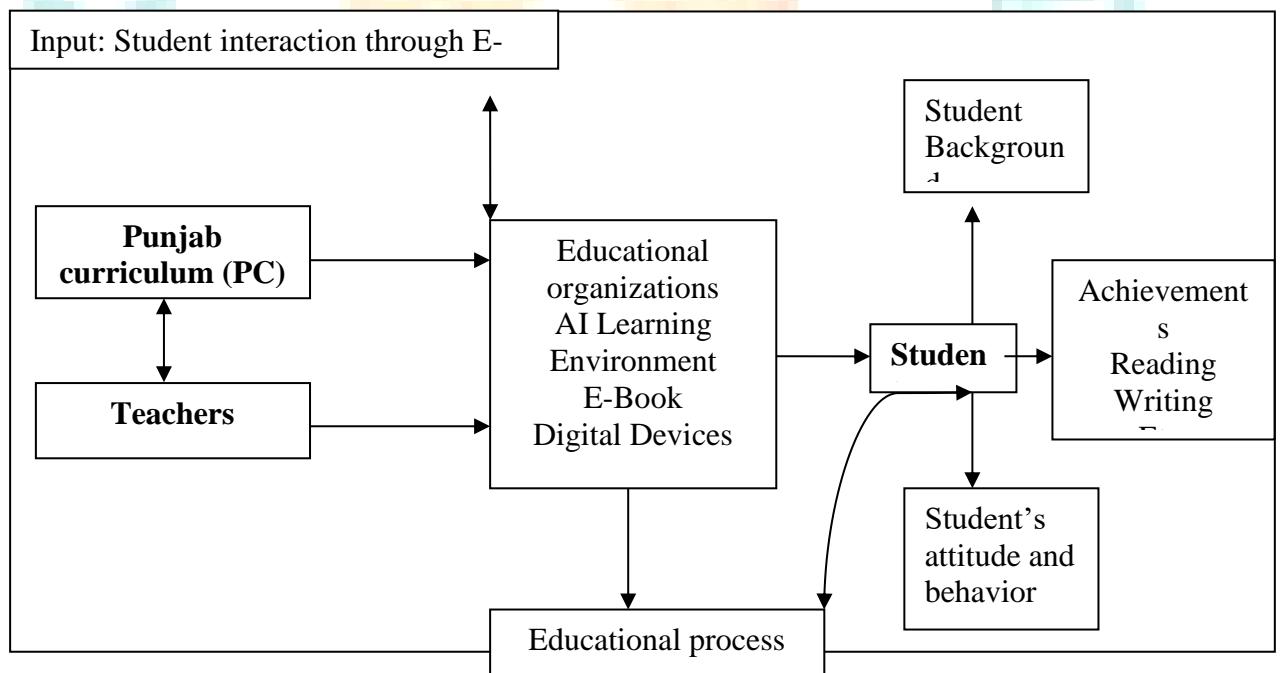 Input: Student interaction through E-
Student
Backgroun
Punjab
curriculum (PC)
Educational
organizations
AI Learning
Environment
E-Book
Digital Devices
Achievement
s
Reading
Writing
Studen
Teachers
Student’s
attitude and
behavior
Educational process